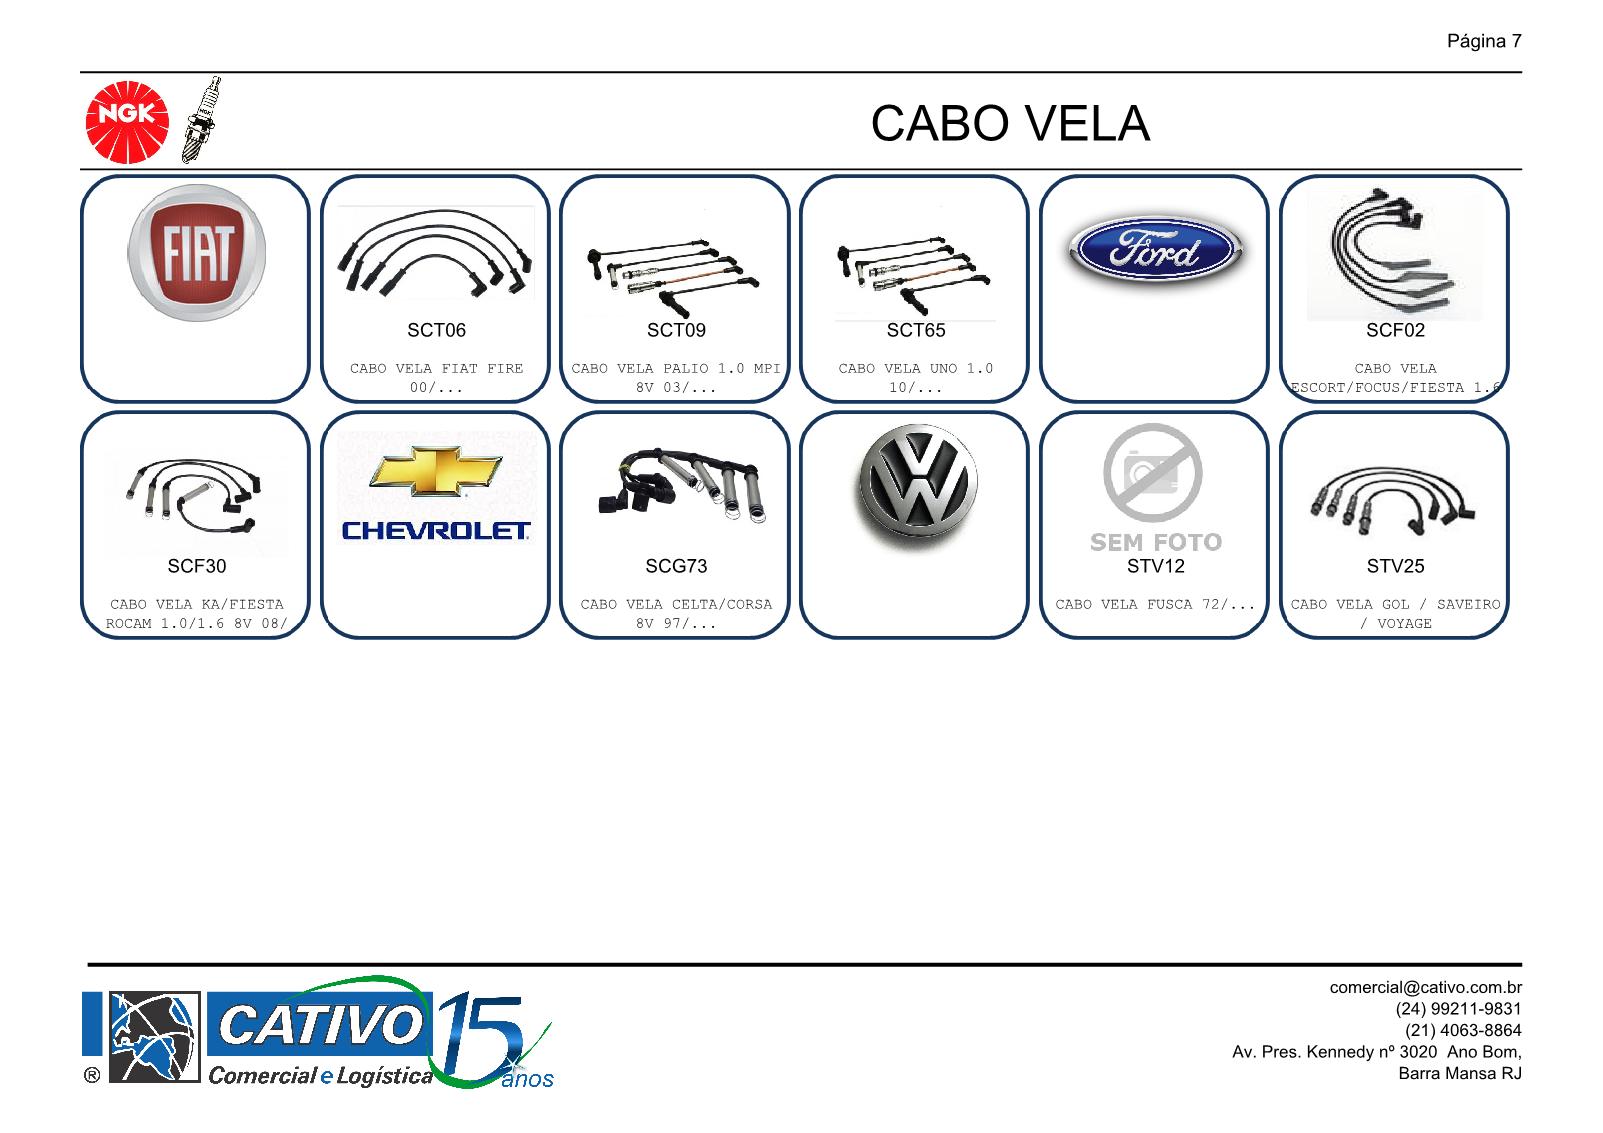 Página 7
NGK
NGK
CABO VELA
FIAT
SCT06
CABO VELA FIAT FIRE
00/...
SCT09
CABO VELA PALIO 1.0 MPI
8V 03/...
SCT65
CABO VELA UNO 1.0
10/...
Ford
SCF02
CABO VELA
ESCORT/FOCUS/FIESTA 1.6
SCF30
CABO VELA KA/FIESTA
ROCAM 1.0/1.6 8V 08/
CHEVROLET
SCG73
CABO VELA CELTA/CORSA
8V 97/...
VW
SEM FOTO
STV12
CABO VELA FUSCA 72/...
STV25
CABO VELA GOL / SAVEIRO
/ VOYAGE
CATIVO
Comercial e Logística
®
15
anos
comercial@cativo.com.br
(24) 99211-9831
(21) 4063-8864
Av. Pres. Kennedy nº 3020 Ano Bom,
Barra Mansa RJ